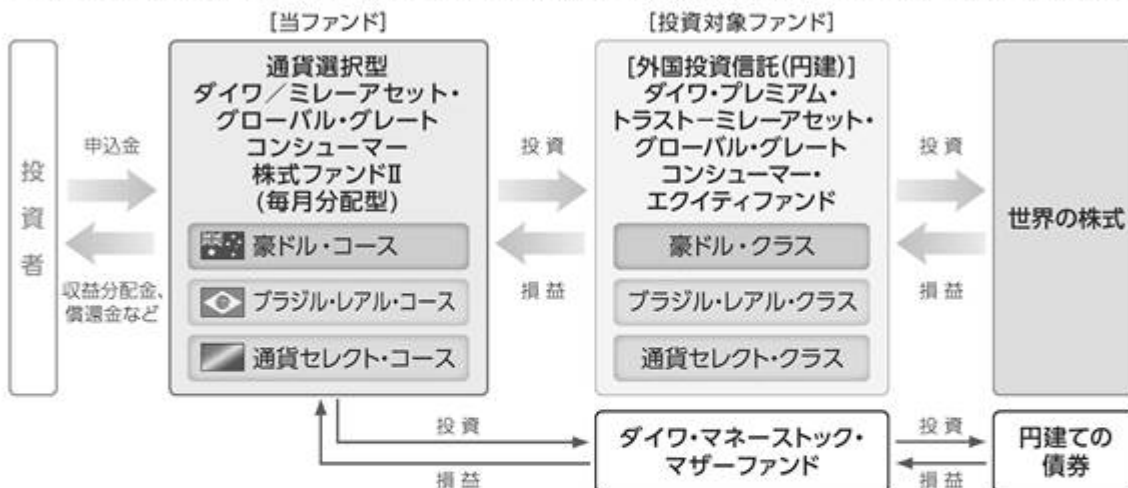 [当ファンド]
[投資対象ファンド]
投資者
申込金
収益分配金、
償還金など
通貨選択型
ダイワ／ミレーアセット・
グローバル・グレート
コンシューマー
株式ファンドⅡ
(毎月分配型)
豪ドル・コース
ブラジル・レアル・コース
通貨セレクト・コース
投資
損益
[外国投資信託(円建)]
ダイワ・プレミアム・
トラストーミレーアセット・
グローバル・グレート
コンシューマー・
エクイティファンド
豪ドル・クラス
ブラジル・レアル・クラス
通貨セレクト・クラス
投資
損益
世界の株式
投資
損益
ダイワ・マネーストック・
マザーファンド
投資
損益
円建ての
債券